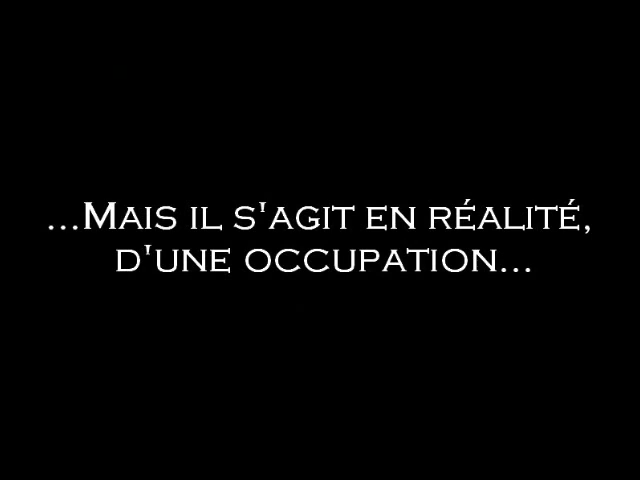 ...Mais il s'agit en réalité,
d'une occupation...